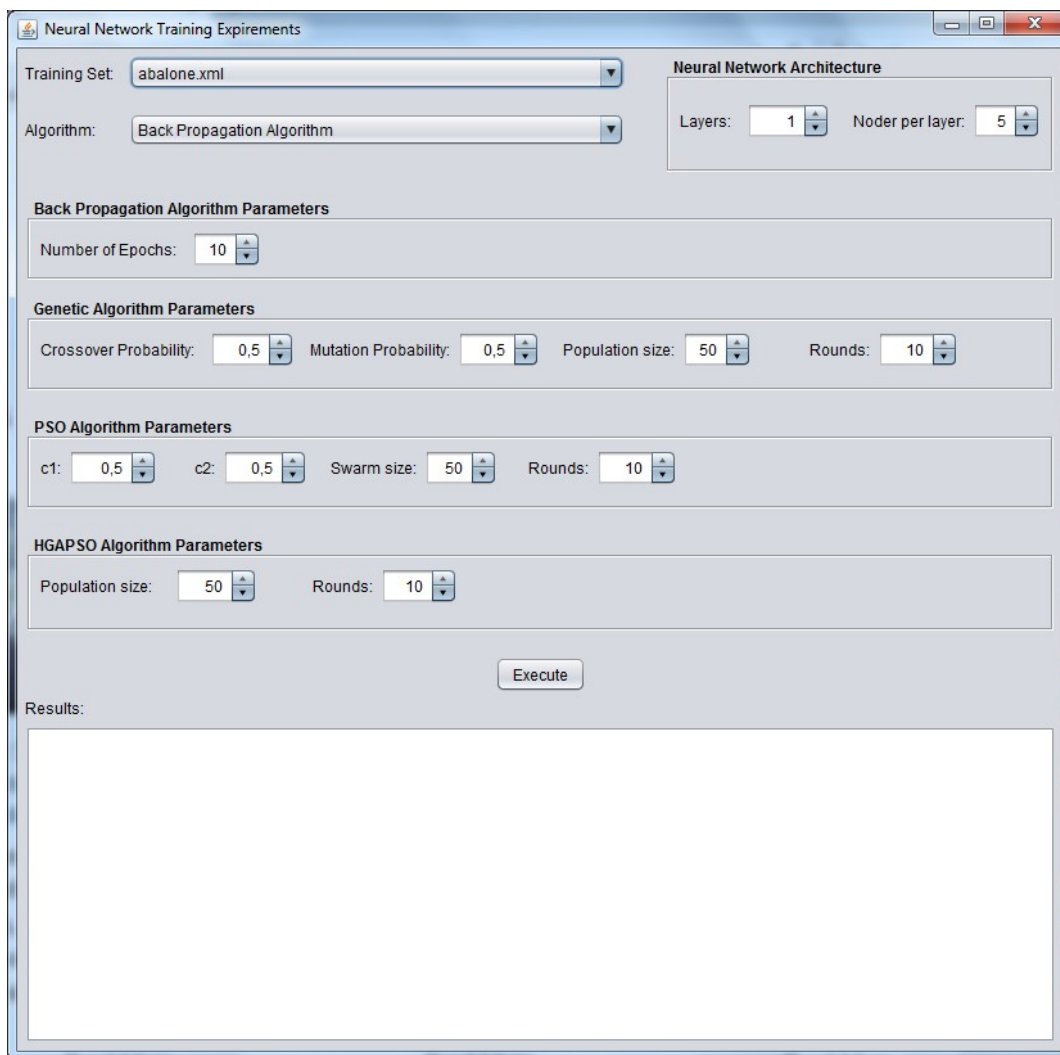 Neural Network Training Expirements
Training Set: abalone.xml
Algorithm: Back Propagation Algorithm
Neural Network Architecture
Layers: 1 Noder per layer: 5
Back Propagation Algorithm Parameters
Number of Epochs: 10
Genetic Algorithm Parameters
Crossover Probability: 0,5 Mutation Probability: 0,5 Population size: 50 Rounds: 10
PSO Algorithm Parameters
c1: 0,5 c2: 0,5 Swarm size: 50 Rounds: 10
HGAPSO Algorithm Parameters
Population size: 50 Rounds: 10
Execute
Results: